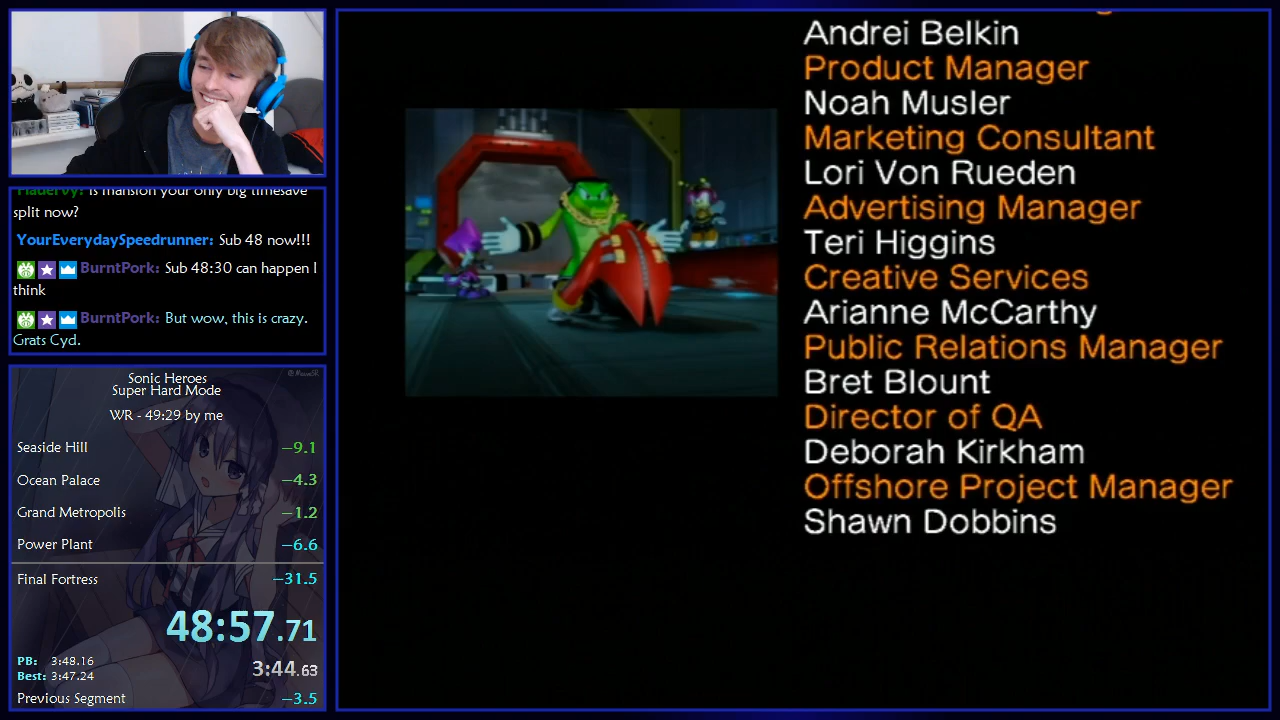 Andrei Belkin
Product Manager
Noah Musler
Marketing Consultant
Lori Von Rueden
Advertising Manager
Teri Higgins
Creative Services
Arianne McCarthy
Public Relations Manager
Bret Blount
Director of QA
Deborah Kirkham
Offshore Project Manager
Shawn Dobbins
is mansion your only big timesave
split now?
YourEverydaySpeedrunner: Sub 48 now!!!
BurntPork: Sub 48:30 can happen I
think
BurntPork: But wow, this is crazy.
Grats Cyd.
Sonic Heroes
Super Hard Mode
WR - 49:29 by me
Seaside Hill −9.1
Ocean Palace −4.3
Grand Metropolis −1.2
Power Plant −6.6
Final Fortress −31.5
48:57.71
PB: 3:48.16
Best: 3:47.24
3:44.63
Previous Segment −3.5